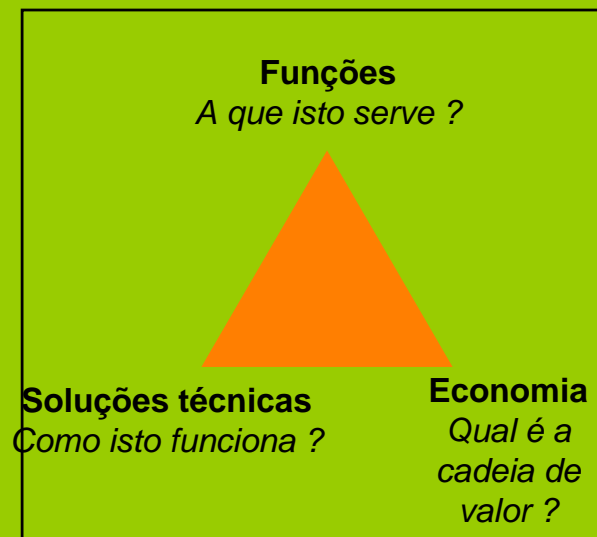 Funções
A que isto serve ?
Soluções técnicas
Como isto funciona ?
Economia
Qual é a
cadeia de
valor ?